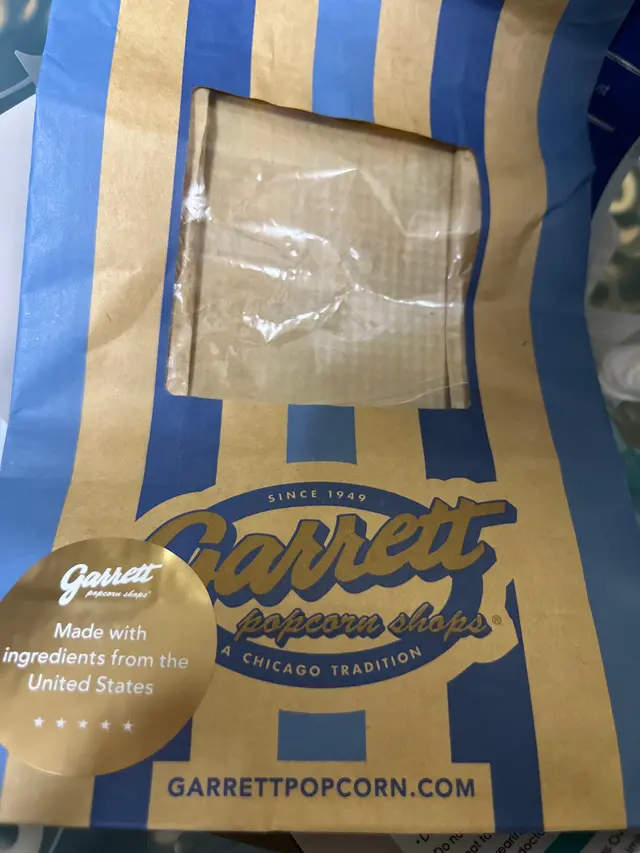 SINCE 1949
Garrett
popcorn shops®
A CHICAGO TRADITION
Garrett
popcorn shops®
Made with
ingredients from the
United States
GARRETTPOPCORN.COM